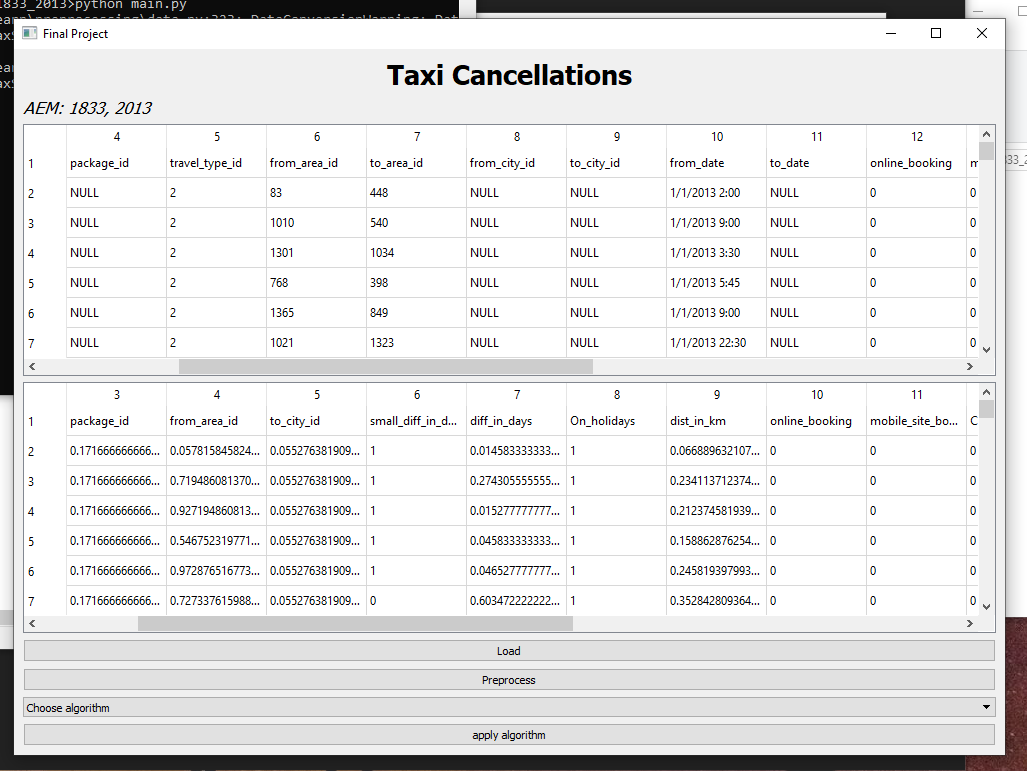 1833_2013>python main.py
Final Project
Taxi Cancellations
AEM: 1833, 2013
4 5 6 7 8 9 10 11 12
1 package_id travel_type_id from_area_id to_area_id from_city_id to_city_id from_date to_date online_booking m
2 NULL 2 83 448 NULL NULL 1/1/2013 2:00 NULL 0 0
3 NULL 2 1010 540 NULL NULL 1/1/2013 9:00 NULL 0 0
4 NULL 2 1301 1034 NULL NULL 1/1/2013 3:30 NULL 0 0
5 NULL 2 768 398 NULL NULL 1/1/2013 5:45 NULL 0 0
6 NULL 2 1365 849 NULL NULL 1/1/2013 9:00 NULL 0 0
7 NULL 2 1021 1323 NULL NULL 1/1/2013 22:30 NULL 0 0
3 4 5 6 7 8 9 10 11
1 package_id from_area_id to_city_id small_diff_in_d... diff_in_days On_holidays dist_in_km online_booking mobile_site_bo... C
2 0.171666666666... 0.057815845824... 0.055276381909... 1 0.014583333333... 1 0.066889632107... 0 0 0
3 0.171666666666... 0.719486081370... 0.055276381909... 1 0.274305555555... 1 0.234113712374... 0 0 0
4 0.171666666666... 0.927194860813... 0.055276381909... 1 0.015277777777... 1 0.212374581939... 0 0 0
5 0.171666666666... 0.546752319771... 0.055276381909... 1 0.045833333333... 1 0.158862876254... 0 0 0
6 0.171666666666... 0.972876516773... 0.055276381909... 1 0.046527777777... 1 0.245819397993... 0 0 0
7 0.171666666666... 0.727337615988... 0.055276381909... 0 0.603472222222... 1 0.352842809364... 0 0 0
Load
Preprocess
Choose algorithm
apply algorithm